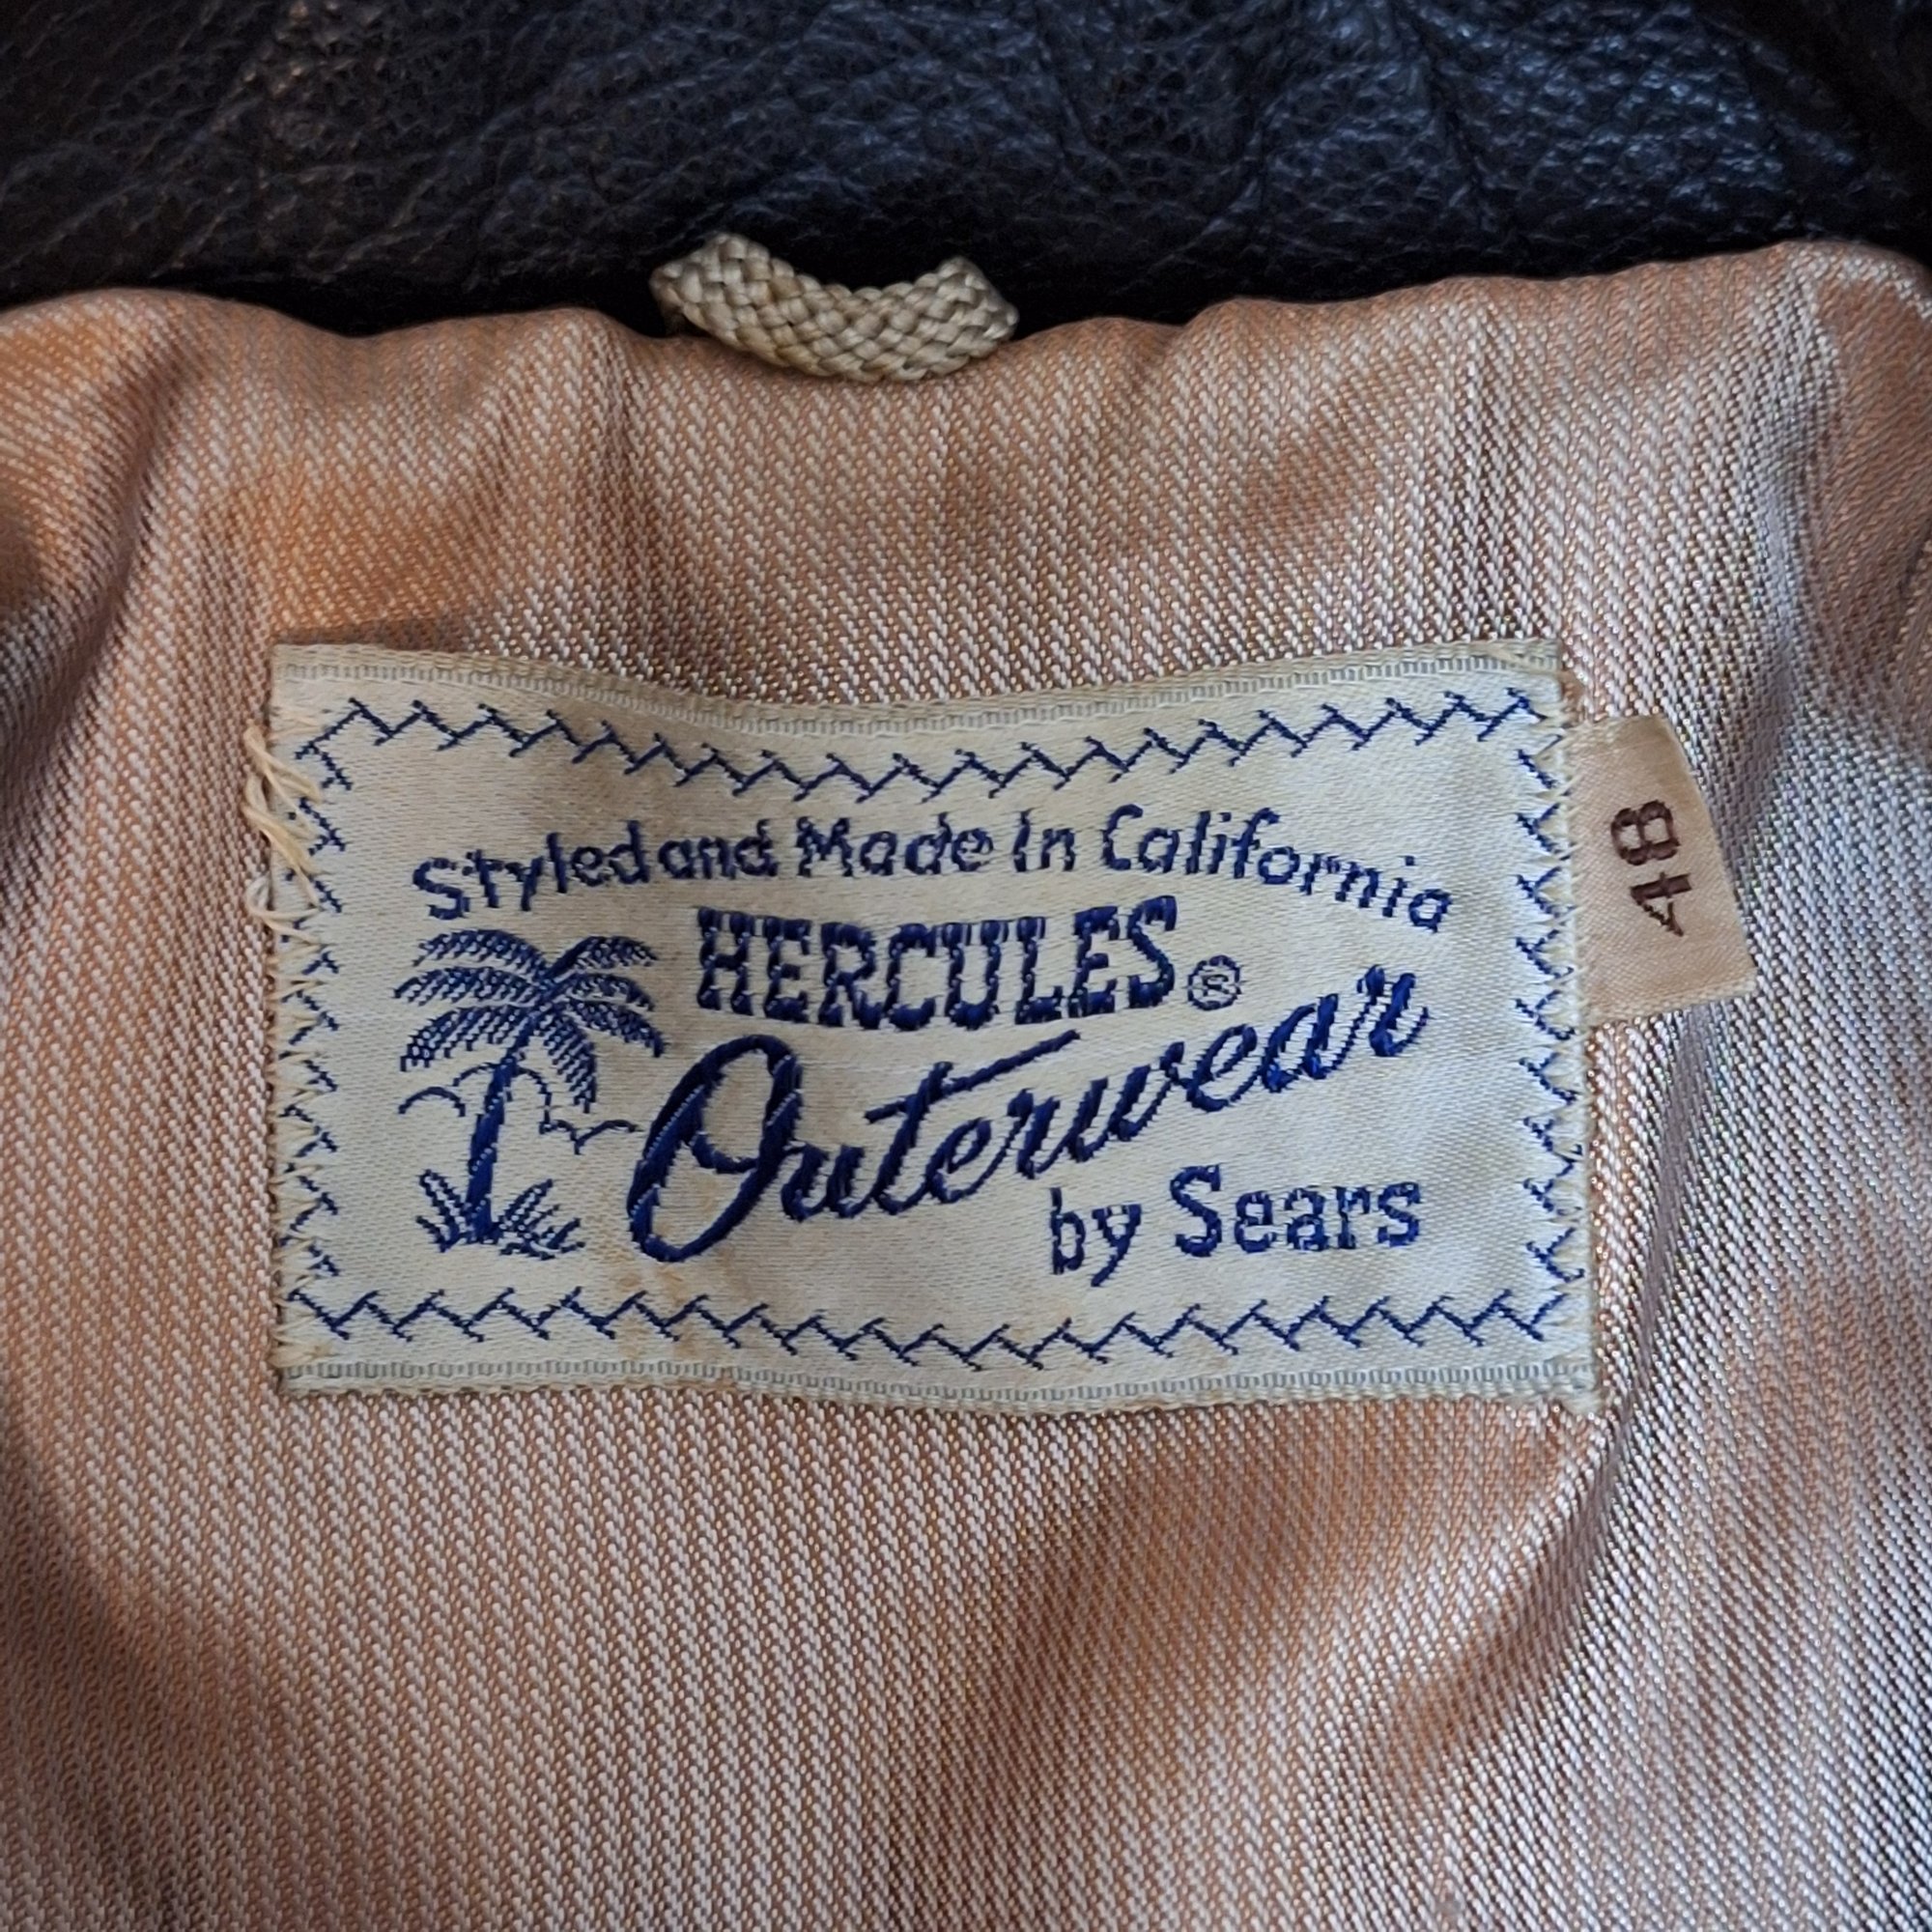 Styled and Made In California
HERCULES®
Outerwear
by Sears
48